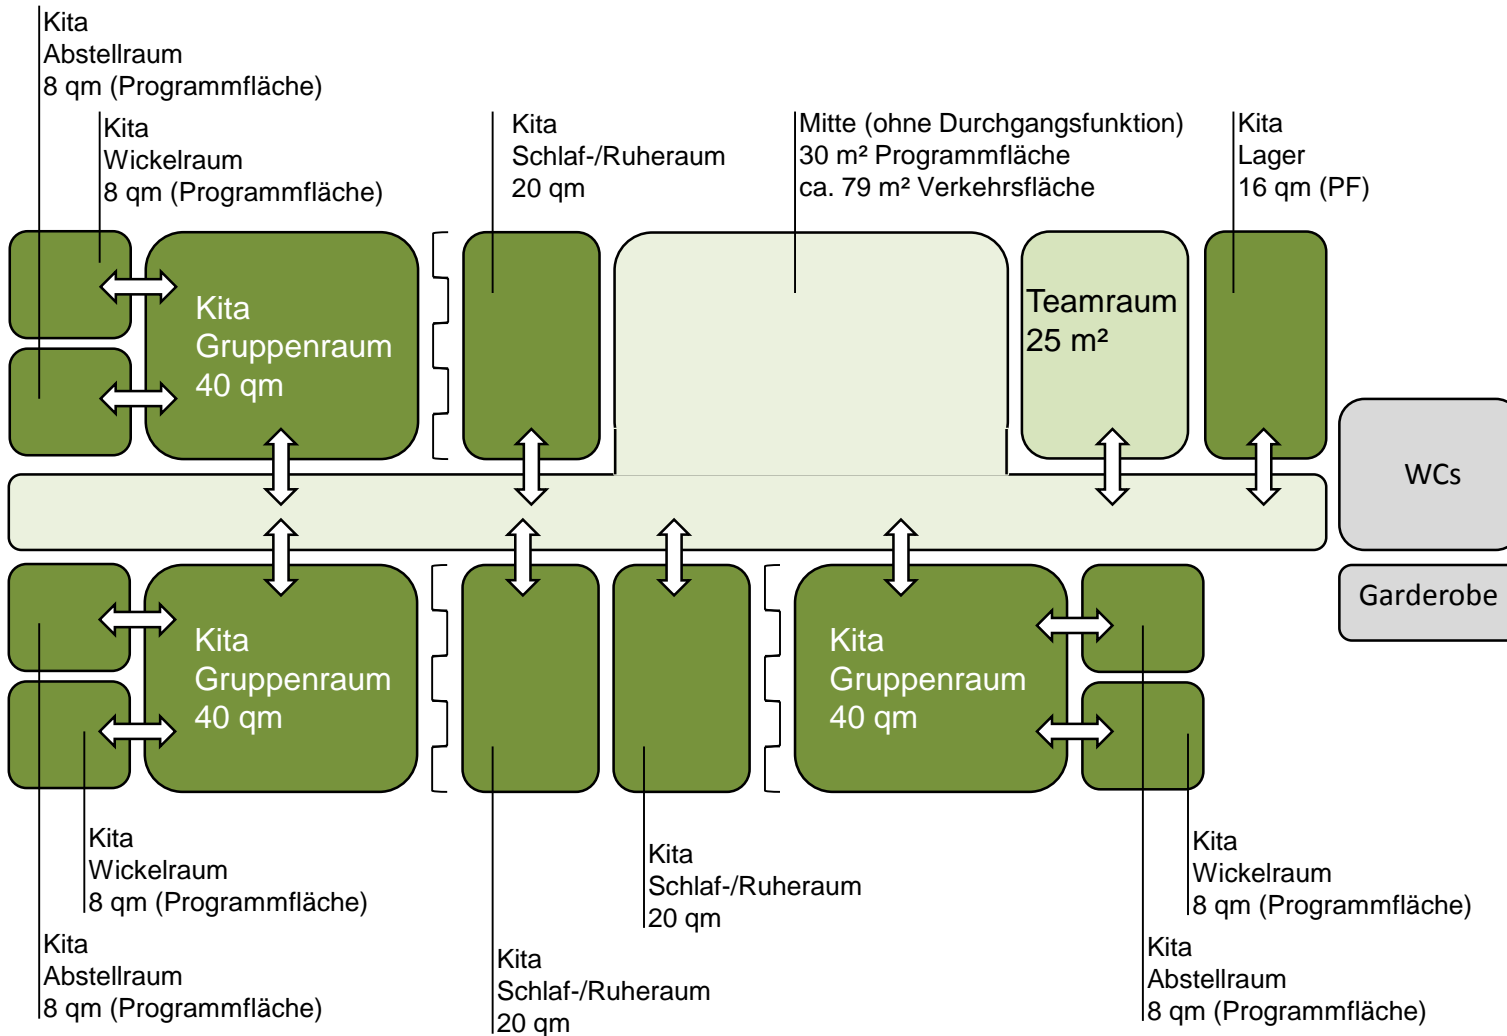 Kita
Abstellraum
8 qm (Programmfläche)
Kita
Wickelraum
8 qm (Programmfläche)
Kita
Schlaf-/Ruheraum
20 qm
Mitte (ohne Durchgangsfunktion)
30 m² Programmfläche
ca. 79 m² Verkehrsfläche
Kita
Lager
16 qm (PF)
Kita
Gruppenraum
40 qm
Teamraum
25 m²
WCs
Garderobe
Kita
Gruppenraum
40 qm
Kita
Gruppenraum
40 qm
Kita
Wickelraum
8 qm (Programmfläche)
Kita
Abstellraum
8 qm (Programmfläche)
Kita
Schlaf-/Ruheraum
20 qm
Kita
Schlaf-/Ruheraum
20 qm
Kita
Wickelraum
8 qm (Programmfläche)
Kita
Abstellraum
8 qm (Programmfläche)